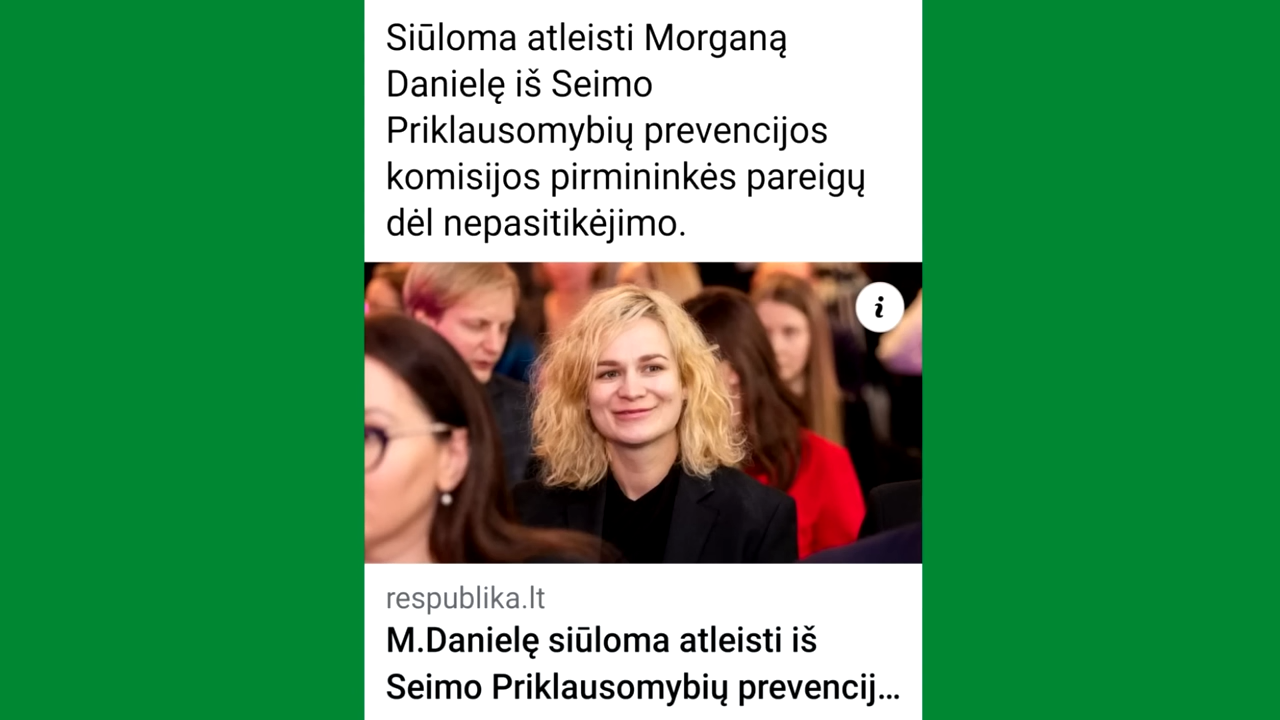 Siūloma atleisti Morganą
Danielę iš Seimo
Priklausomybių prevencijos
komisijos pirmininkės pareigų
dėl nepasitikėjimo.
i
respublika.lt
M.Danielę siūloma atleisti iš
Seimo Priklausomybių prevencij...